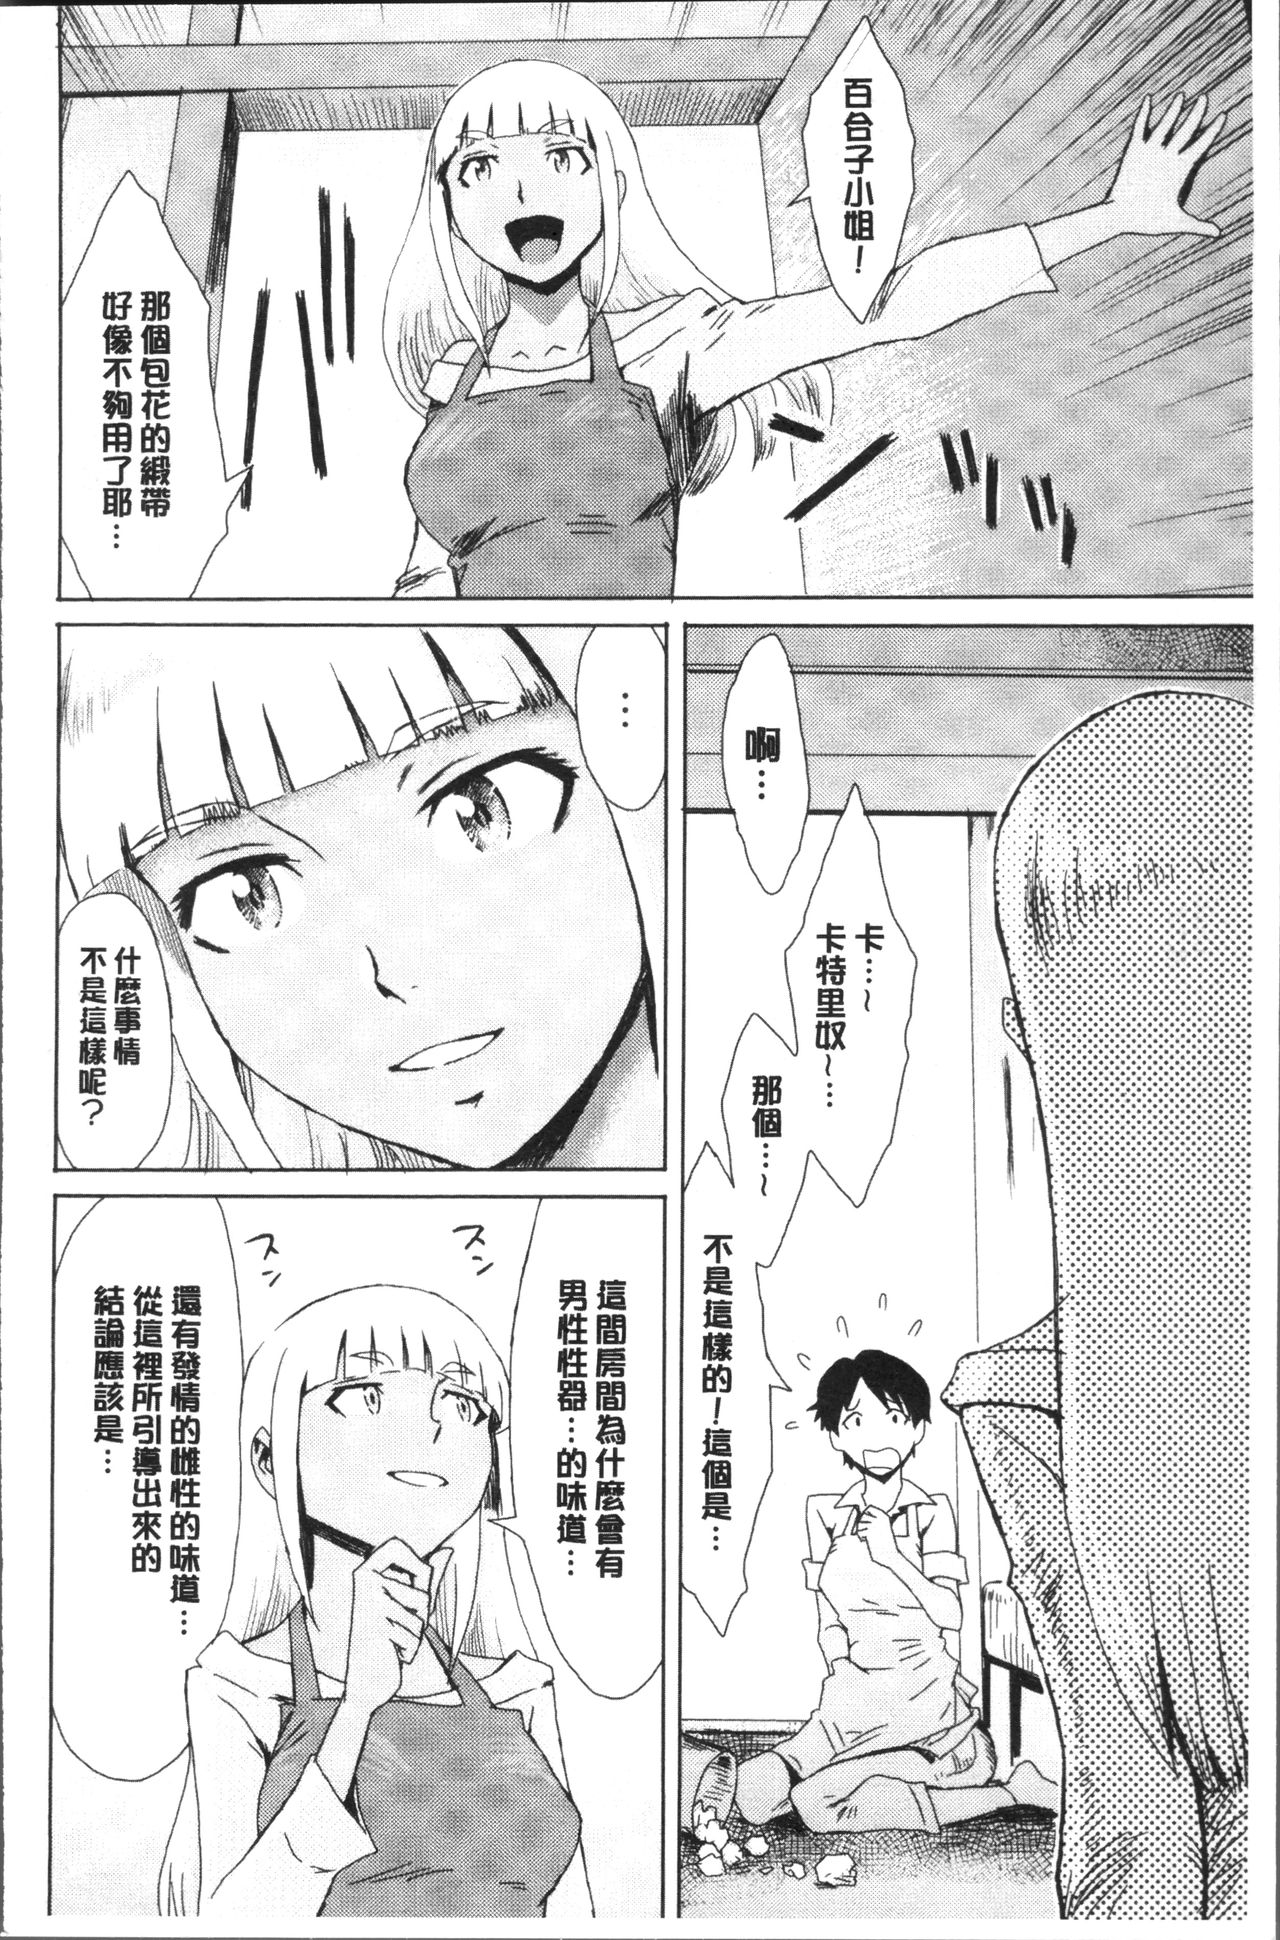 百合子小姐！
那個包花的緞帶
好像不夠用了耶…
啊…
卡…~
卡特里奴~…
那個…~
不是這樣的！這個是…
…
什麼事情
不是這樣呢？
這間房間為什麼會有
男性性器…的味道…
スン
スン
還有發情的雌性的味道…
從這裡所引導出來的
結論應該是…